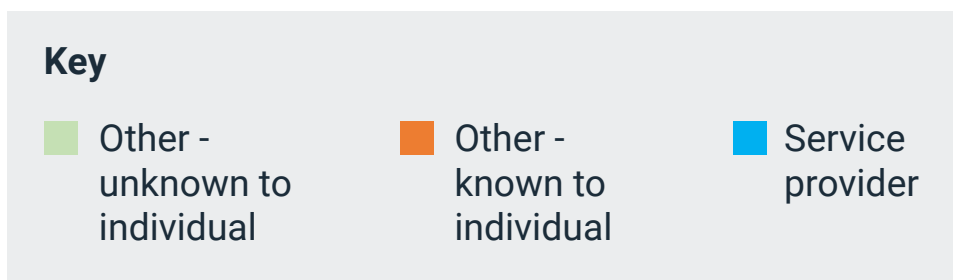 Key
Other -
unknown to
individual
Other -
known to
individual
Service
provider